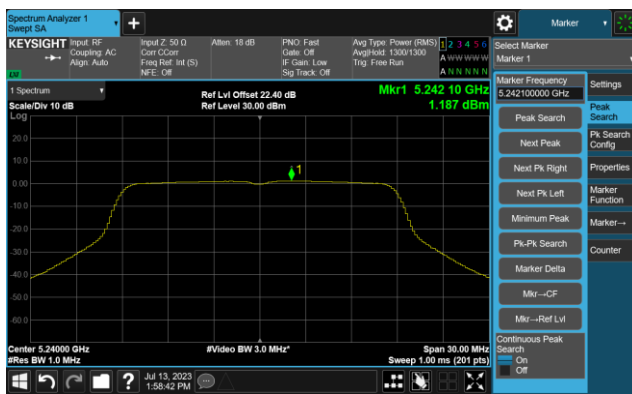 Spectrum Analyzer 1
Swept SA
+
Marker
KEYSIGHT
Input: RF
Coupling: AC
Align: Auto
Input Z: 50 Ω
Corr CCorr
Freq Ref: Int (S)
NFE: Off
Atten: 18 dB
PNO: Fast
Gate: Off
IF Gain: Low
Sig Track: Off
Avg Type: Power (RMS)
Avg|Hold: 1300/1300
Trig: Free Run
1 2 3 4 5 6
A W W W W W
A N N N N N
Select Marker
Marker 1
1 Spectrum
Scale/Div 10 dB
Log
Ref Lvl Offset 22.40 dB
Ref Level 30.00 dBm
Mkr1 5.242 10 GHz
1.187 dBm
20.0
10.0
0.00
-10.0
-20.0
-30.0
-40.0
-50.0
-60.0
1
Center 5.24000 GHz
#Res BW 1.0 MHz
#Video BW 3.0 MHz*
Span 30.00 MHz
Sweep 1.00 ms (201 pts)
Marker Frequency
5.242100000 GHz
Peak Search
Next Peak
Next Pk Right
Next Pk Left
Minimum Peak
Pk-Pk Search
Marker Delta
Mkr→CF
Mkr→Ref Lvl
Continuous Peak
Search
On
Off
Settings
Peak
Search
Pk Search
Config
Properties
Marker
Function
Marker→
Counter
?
Jul 13, 2023
1:58:42 PM